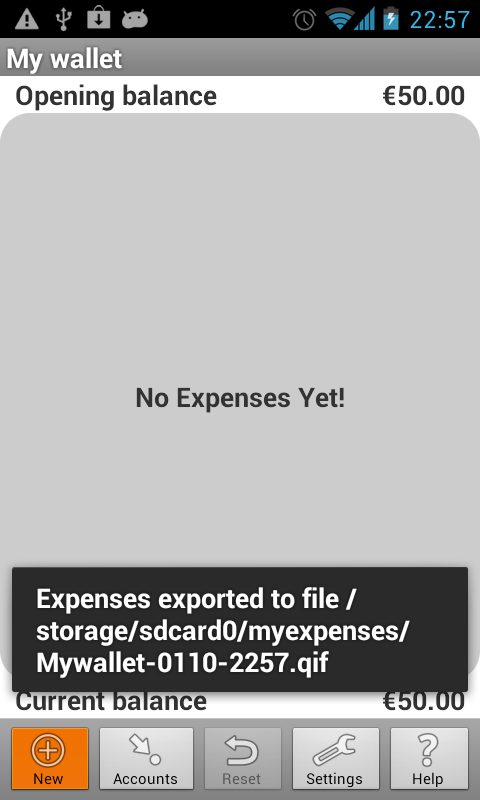 22:57
My wallet
Opening balance €50.00
No Expenses Yet!
Expenses exported to file /
storage/sdcard0/myexpenses/
Mywallet-0110-2257.qif
Current balance €50.00
New Accounts Reset Settings Help